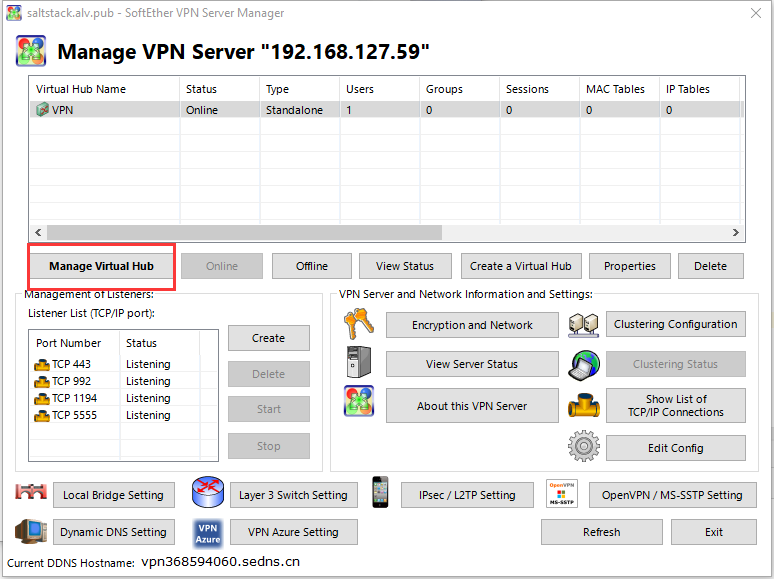 saltstack.alv.pub - SoftEther VPN Server Manager
Manage VPN Server "192.168.127.59"
Virtual Hub Name Status Type Users Groups Sessions MAC Tables IP Tables
VPN Online Standalone 1 0 0 0 0
Manage Virtual Hub Online Offline View Status Create a Virtual Hub Properties Delete
Management of Listeners:
Listener List (TCP/IP port):
Port Number Status
TCP 443 Listening
TCP 992 Listening
TCP 1194 Listening
TCP 5555 Listening
Create
Delete
Start
Stop
VPN Server and Network Information and Settings:
Encryption and Network Clustering Configuration
View Server Status Clustering Status
About this VPN Server Show List of
TCP/IP Connections
Edit Config
Local Bridge Setting Layer 3 Switch Setting IPsec / L2TP Setting OpenVPN MS-SSTP OpenVPN / MS-SSTP Setting
Dynamic DNS Setting VPN Azure VPN Azure Setting Refresh Exit
Current DDNS Hostname: vpn368594060.sedns.cn